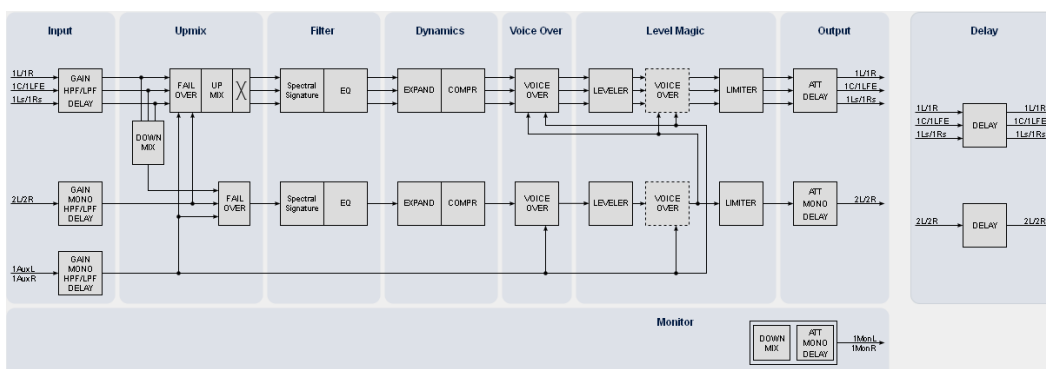 Input
Upmix
Filter
Dynamics
Voice Over
Level Magic
Output
Delay
1L/1R
1C/1LFE
1Ls/1Rs
GAIN
HPF/LPF
DELAY
FAIL
OVER
UP
MIX
Spectral
Signature
EQ
EXPAND
COMPR
VOICE
OVER
LEVELER
VOICE
OVER
LIMITER
ATT
DELAY
1L/1R
1C/1LFE
1Ls/1Rs
DOWN
MIX
1L/1R
1C/1LFE
1Ls/1Rs
DELAY
1L/1R
1C/1LFE
1Ls/1Rs
2L/2R
GAIN
MONO
HPF/LPF
DELAY
FAIL
OVER
Spectral
Signature
EQ
EXPAND
COMPR
VOICE
OVER
LEVELER
VOICE
OVER
LIMITER
ATT
MONO
DELAY
2L/2R
2L/2R
DELAY
2L/2R
1AuxL
1AuxR
GAIN
MONO
HPF/LPF
DELAY
Monitor
DOWN
MIX
ATT
MONO
DELAY
1MonL
1MonR